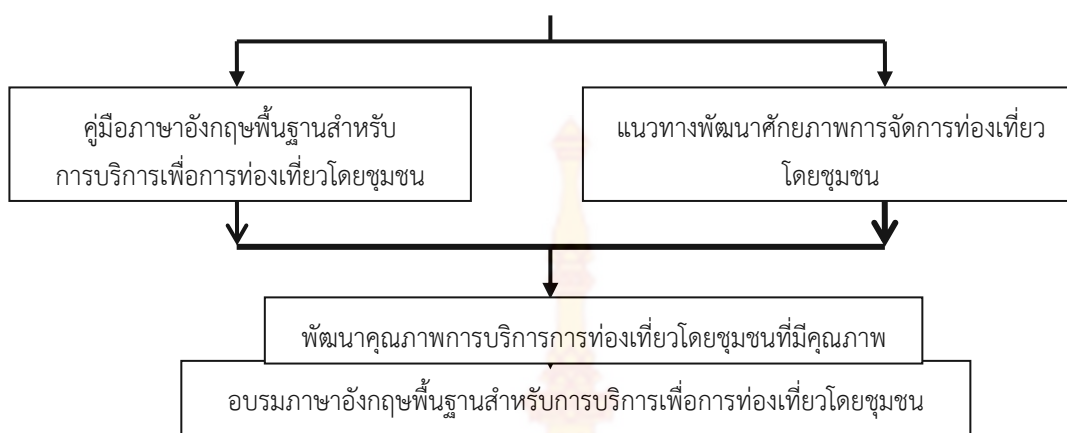 คู่มือภาษาอังกฤษพื้นฐานสำหรับ
การบริการเพื่อการท่องเที่ยวโดยชุมชน
แนวทางพัฒนาศักยภาพการจัดการท่องเที่ยว
โดยชุมชน
พัฒนาคุณภาพการบริการการท่องเที่ยวโดยชุมชนที่มีคุณภาพ
อบรมภาษาอังกฤษพื้นฐานสำหรับการบริการเพื่อการท่องเที่ยวโดยชุมชน